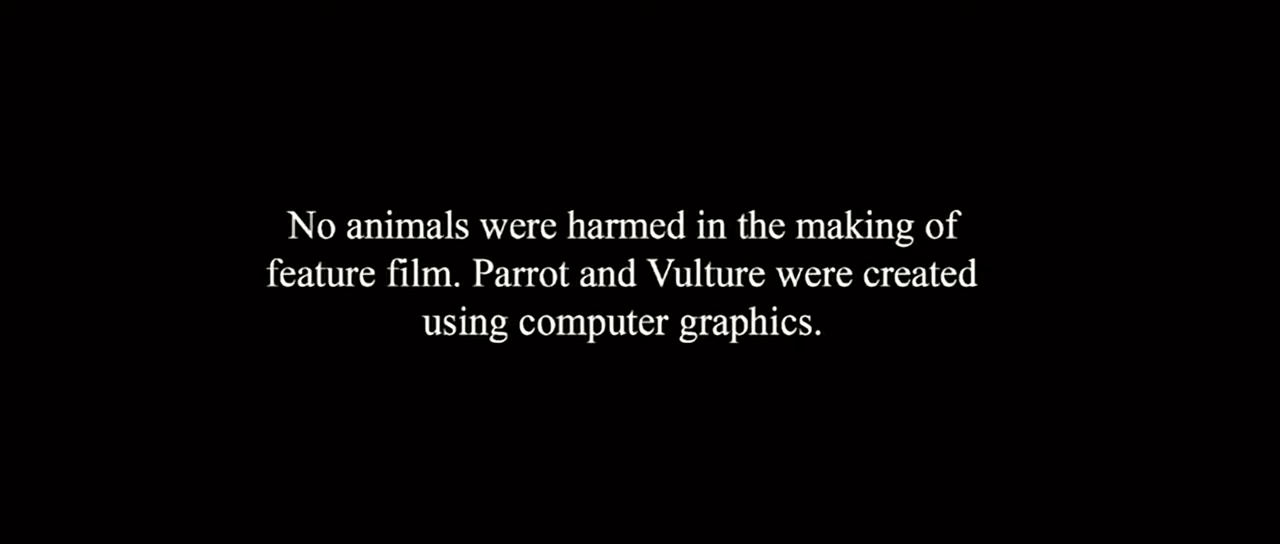 No animals were harmed in the making of
feature film. Parrot and Vulture were created
using computer graphics.